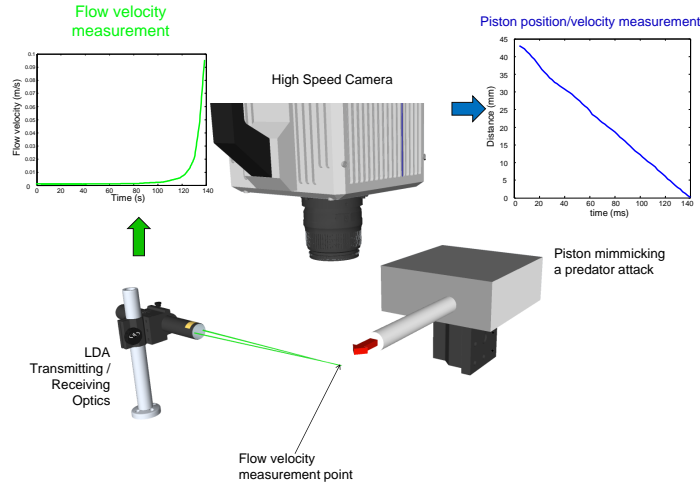 Flow velocity
measurement
Flow velocity (m/s)
0.1
0.09
0.08
0.07
0.06
0.05
0.04
0.03
0.02
0.01
0
0 20 40 60 80 100 120 140
Time (s)
High Speed Camera
Piston position/velocity measurement
Distance (mm)
45
40
35
30
25
20
15
10
5
0
0 20 40 60 80 100 120 140
time (ms)
Piston mimmicking
a predator attack
LDA
Transmitting /
Receiving
Optics
Flow velocity
measurement point